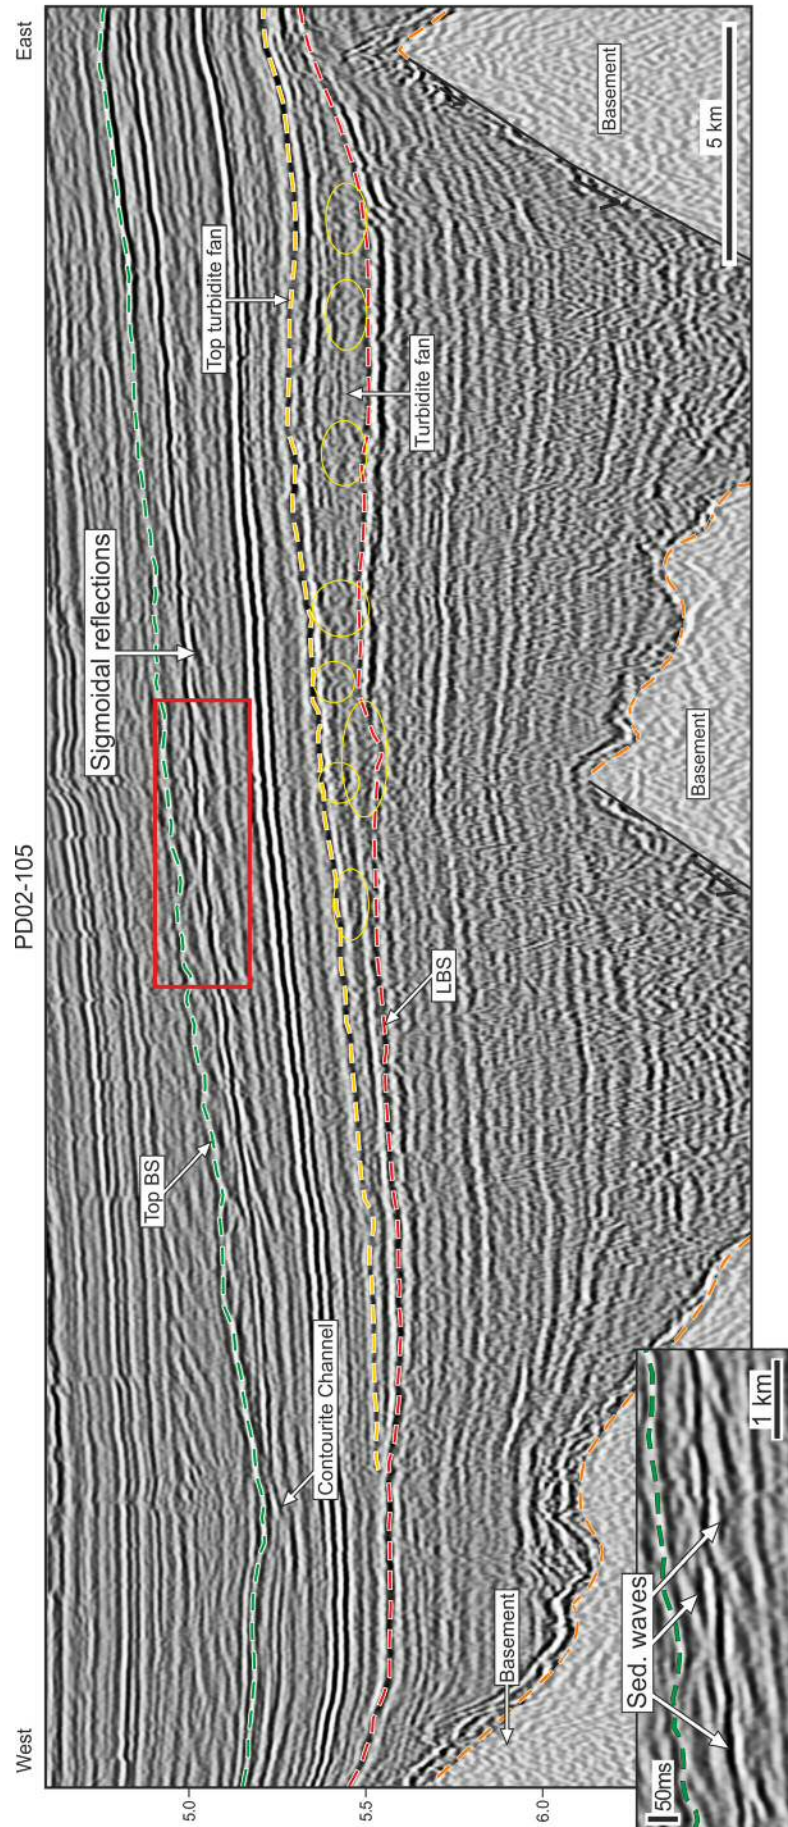 PD02-105
West
East
Sigmoidal reflections
Top BS
Top turbidite fan
Contourite Channel
LBS
Turbidite fan
Basement
Basement
Basement
5.0
5.5
6.0
5 km
50ms
Sed. waves
1 km